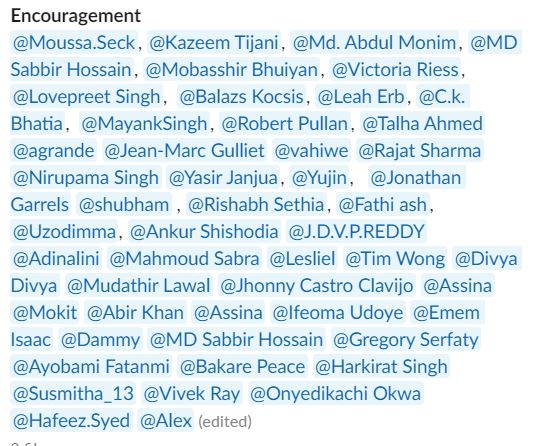 Encouragement
@Moussa.Seck, @Kazeem Tijani, @Md. Abdul Monim, @MD
Sabbir Hossain, @Mobasshir Bhuiyan, @Victoria Riess,
@Lovepreet Singh, @Balazs Kocsis, @Leah Erb, @C.k.
Bhatia, @MayankSingh, @Robert Pullan, @Talha Ahmed
@agrande @Jean-Marc Gulliet @vahiwe @Rajat Sharma
@Nirupama Singh @Yasir Janjua, @Yujin, @Jonathan
Garrels @shubham , @Rishabh Sethia, @Fathi ash,
@Uzodimma, @Ankur Shishodia @J.D.V.P.REDDY
@Adinalini @Mahmoud Sabra @Lesliel @Tim Wong @Divya
Divya @Mudathir Lawal @Jhonny Castro Clavijo @Assina
@Mokit @Abir Khan @Assina @Ifeoma Udoye @Emem
Isaac @Dammy @MD Sabbir Hossain @Gregory Serfaty
@Ayobami Fatanmi @Bakare Peace @Harkirat Singh
@Susmitha_13 @Vivek Ray @Onyedikachi Okwa
@Hafeez.Syed @Alex (edited)